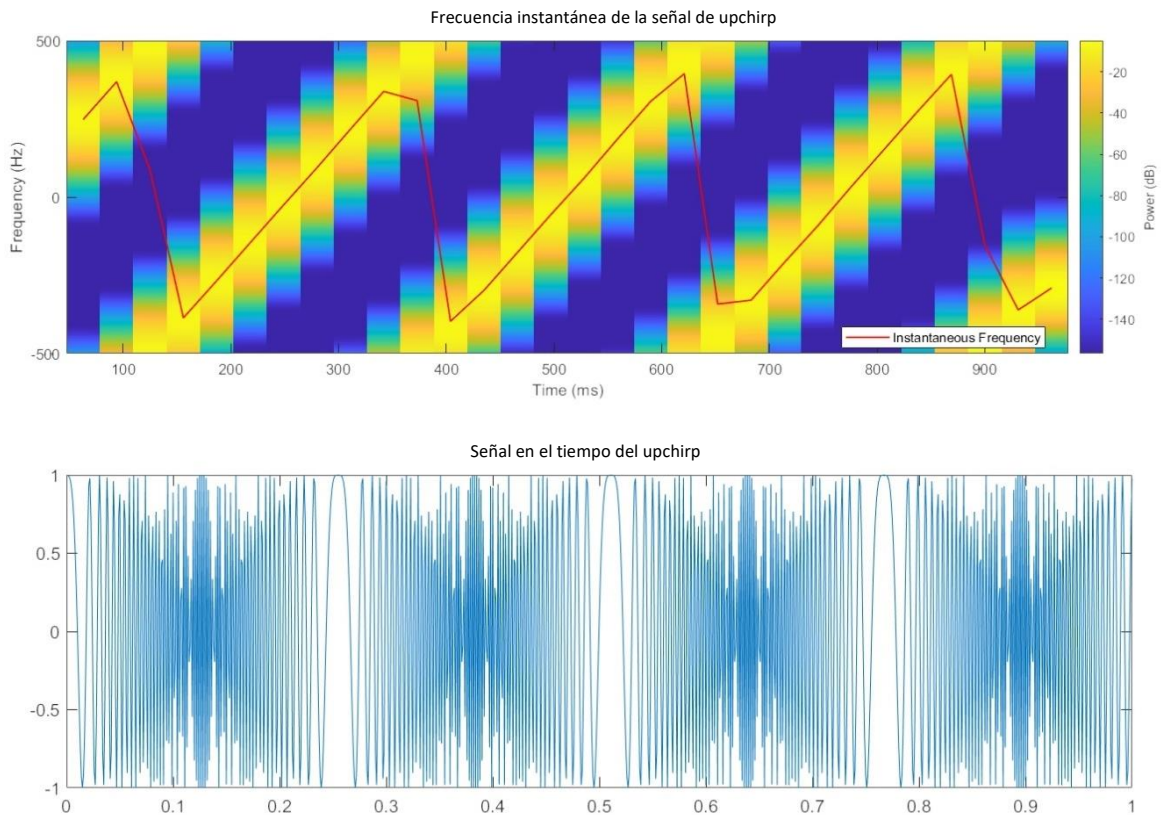 Frecuencia instantánea de la señal de upchirp
500
0
-500
Frequency (Hz)
100 200 300 400 500 600 700 800 900
Time (ms)
Instantaneous Frequency
-20
-40
-60
-80
-100
-120
-140
Power (dB)
Señal en el tiempo del upchirp
1
0.5
0
-0.5
-1
0 0.1 0.2 0.3 0.4 0.5 0.6 0.7 0.8 0.9 1